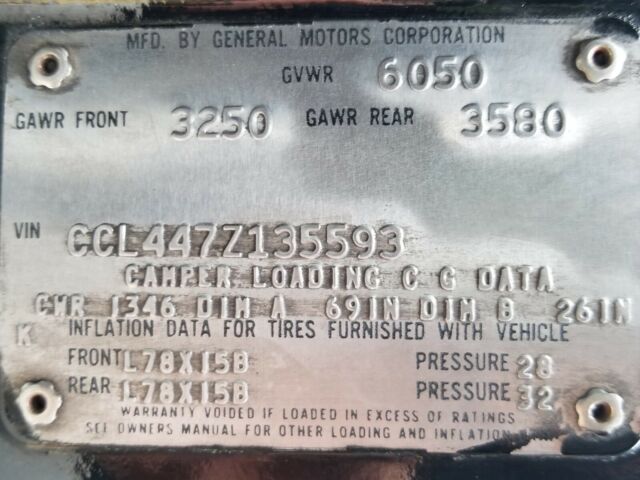 MFD. BY GENERAL MOTORS CORPORATION
GVWR 6050
GAWR FRONT 3250 GAWR REAR 3580
VIN CCL447Z135593
CAMPER LOADING C G DATA
CWR 1346 DIM A 69IN DIM B 26IN
K INFLATION DATA FOR TIRES FURNISHED WITH VEHICLE
FRONT L78X15B PRESSURE 28
REAR L78X15B PRESSURE 32
WARRANTY VOIDED IF LOADED IN EXCESS OF RATINGS
SEE OWNERS MANUAL FOR OTHER LOADING AND INFLATION